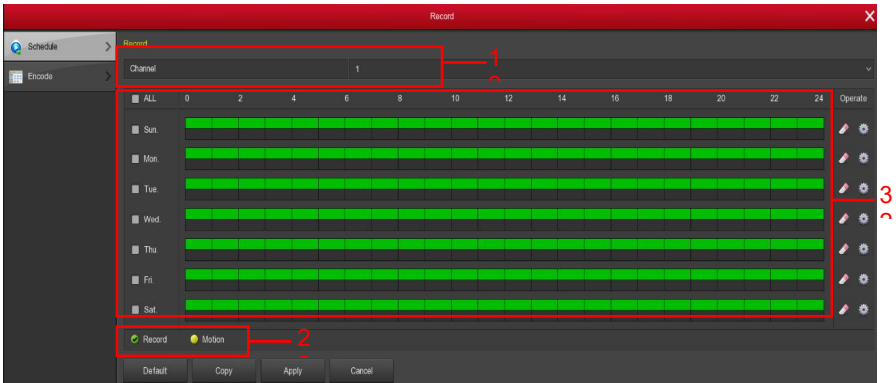 Record
Schedule
Encode
Record
Channel 1
1
ALL 0 2 4 6 8 10 12 14 16 18 20 22 24 Operate
Sun.
Mon.
Tue.
3
Wed.
Thu.
Fri.
Sat.
Record Motion
2
Default Copy Apply Cancel